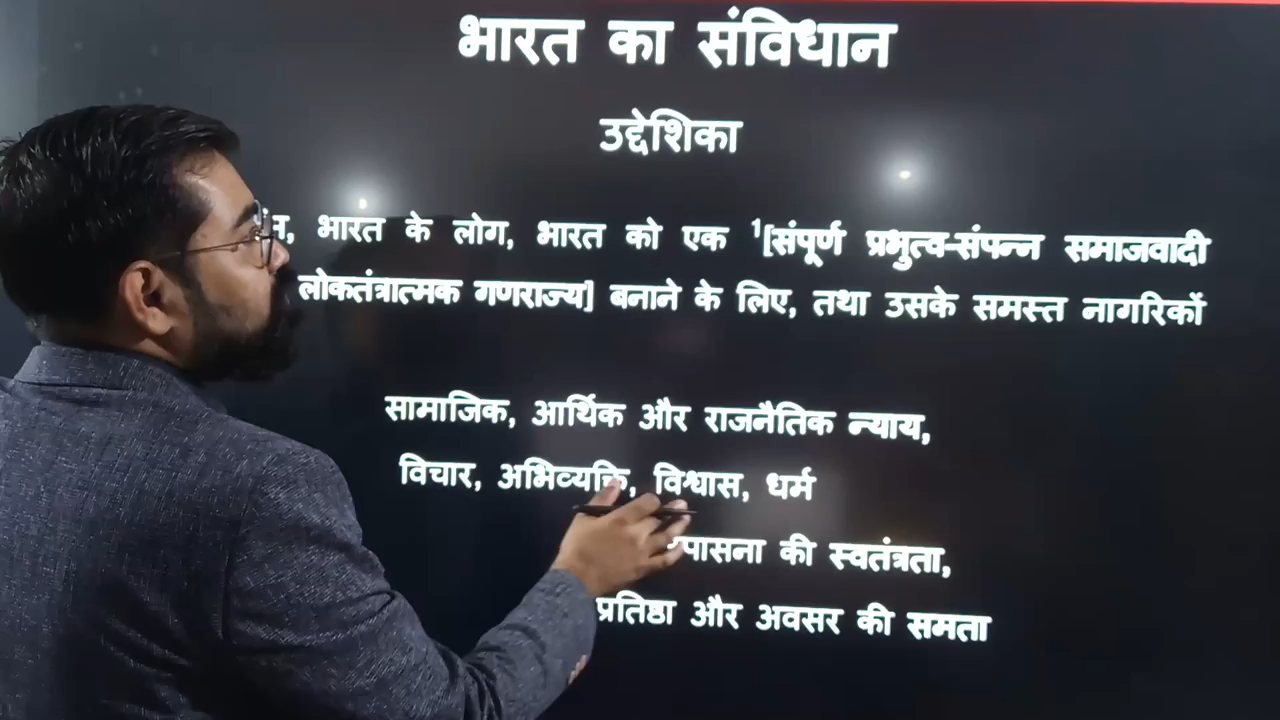 भारत का संविधान
उद्देशिका
भारत के लोग, भारत को एक ¹[संपूर्ण प्रभुत्व-संपन्न समाजवादी
लोकतंत्रात्मक गणराज्य] बनाने के लिए, तथा उसके समस्त नागरिकों
सामाजिक, आर्थिक और राजनैतिक न्याय,
विचार, अभिव्यक्ति, विश्वास, धर्म
की स्वतंत्रता,
प्रतिष्ठा और अवसर की समता